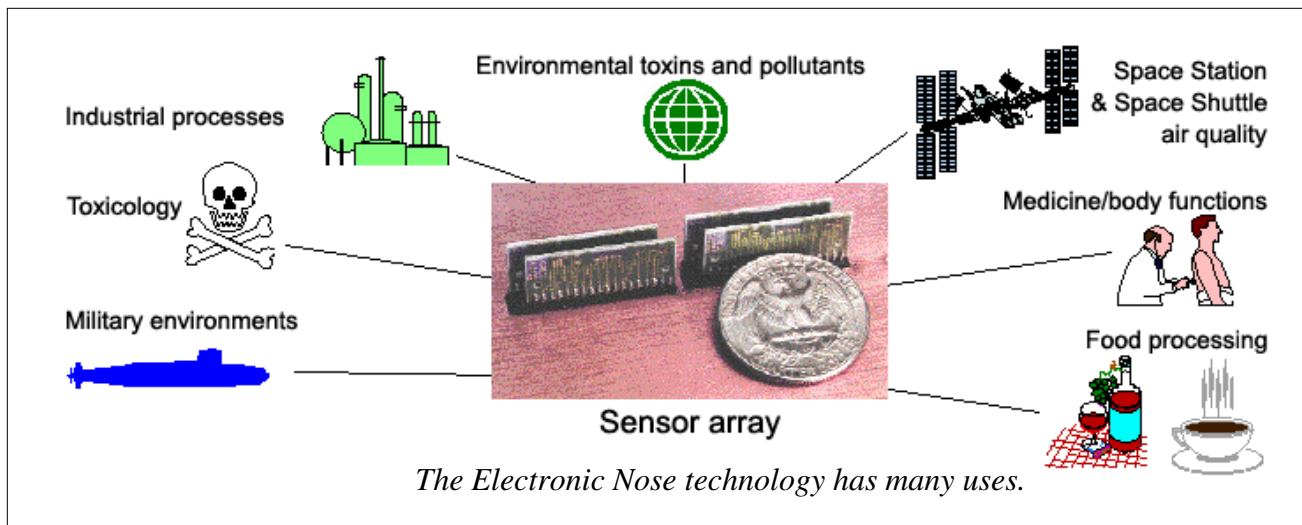 Environmental toxins and pollutants
Industrial processes
Space Station
& Space Shuttle
air quality
Toxicology
Medicine/body functions
Military environments
Food processing
Sensor array
The Electronic Nose technology has many uses.